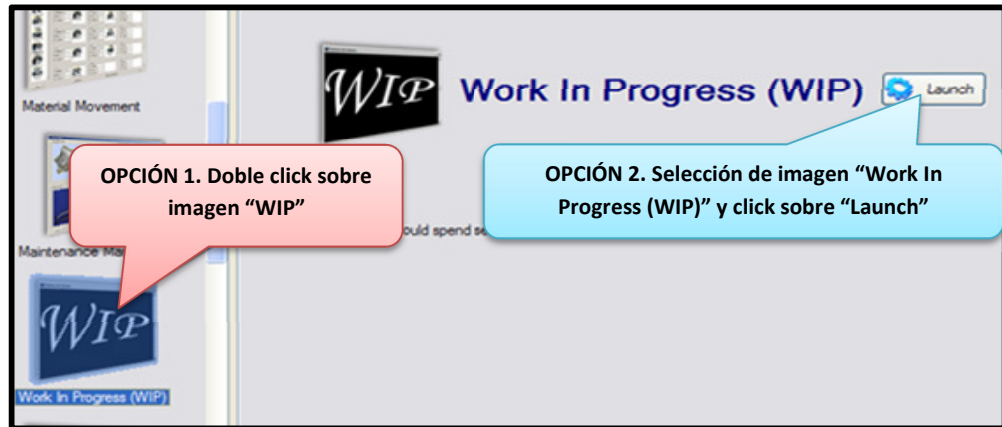 Material Movement
WIP
Work In Progress (WIP)
Launch
OPCIÓN 1. Doble click sobre
imagen “WIP”
OPCIÓN 2. Selección de imagen “Work In
Progress (WIP)” y click sobre “Launch”
ould spend se
Maintenance Ma
WIP
Work In Progress (WIP)